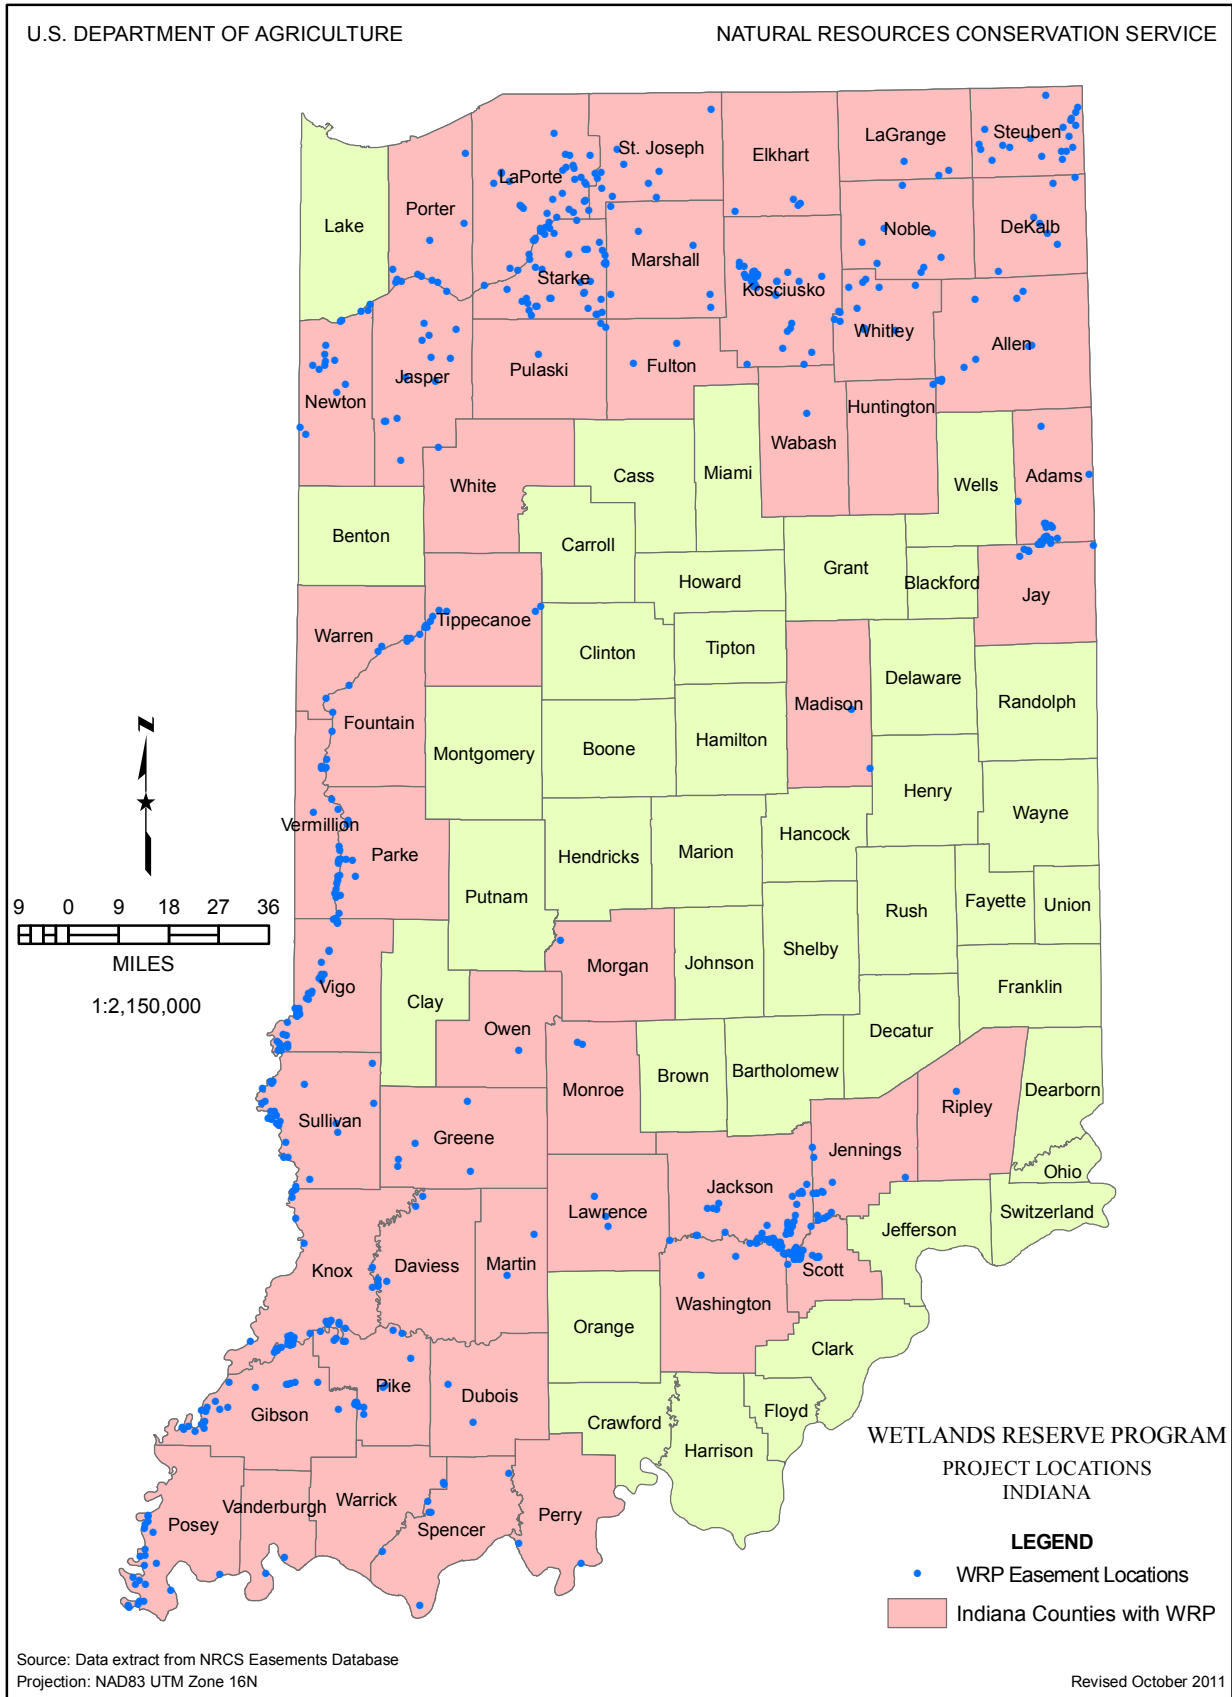 U.S. DEPARTMENT OF AGRICULTURE
NATURAL RESOURCES CONSERVATION SERVICE
LaGrange
Steuben
St. Joseph
Elkhart
LaPorte
Porter
Lake
Noble
DeKalb
Marshall
Starke
Kosciusko
Whitley
Allen
Pulaski
Fulton
Jasper
Newton
Huntington
Wabash
Miami
Cass
White
Wells
Adams
Benton
Carroll
Grant
Howard
Blackford
Jay
Tippecanoe
Warren
Clinton
Tipton
Delaware
Randolph
Madison
Fountain
Montgomery
Boone
Hamilton
Henry
Wayne
Vermillion
Hancock
Parke
Hendricks
Marion
Putnam
Rush
Fayette
Union
Shelby
Johnson
Morgan
Franklin
Vigo
Clay
Owen
Decatur
Bartholomew
Brown
Monroe
Dearborn
Ripley
Sullivan
Greene
Jennings
Ohio
Jackson
Lawrence
Switzerland
Jefferson
Knox
Daviess
Martin
Scott
Washington
Orange
Clark
Pike
Dubois
Floyd
Gibson
Crawford
Harrison
Vanderburgh
Warrick
Posey
Spencer
Perry
z
9 0 9 18 27 36
MILES
1:2,150,000
WETLANDS RESERVE PROGRAM
PROJECT LOCATIONS
INDIANA
LEGEND
WRP Easement Locations
Indiana Counties with WRP
Source: Data extract from NRCS Easements Database
Projection: NAD83 UTM Zone 16N
Revised October 2011